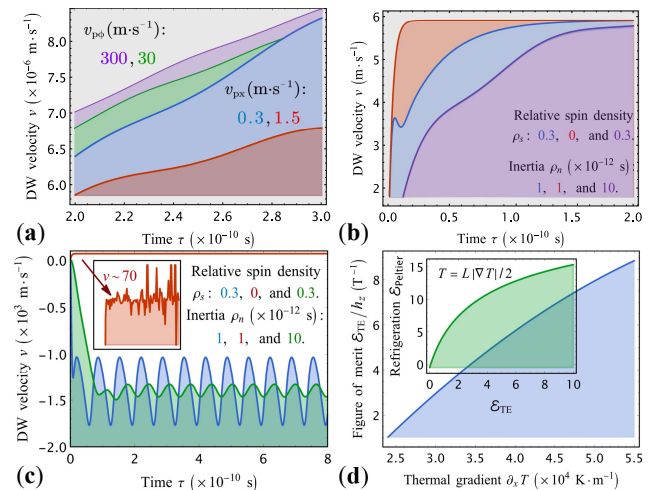 8.0
7.5
7.0
6.5
6.0
DW velocity v (×10⁻⁶ m·s⁻¹)
v_pϕ(m·s⁻¹):
300, 30
v_px(m·s⁻¹):
0.3, 1.5
2.0 2.2 2.4 2.6 2.8 3.0
(a) Time τ (×10⁻¹⁰ s)
6
5
4
3
2
DW velocity v (m·s⁻¹)
Relative spin density
ρₛ: 0.3, 0, and 0.3.
Inertia ρₙ (×10⁻¹² s) :
1, 1, and 10.
0.0 0.5 1.0 1.5 2.0
(b) Time τ (×10⁻¹⁰ s)
0
−0.5
−1.0
−1.5
−2.0
DW velocity v (×10³ m·s⁻¹)
v∼70
Relative spin density
ρₛ: 0.3, 0, and 0.3.
Inertia ρₙ (×10⁻¹² s) :
1, 1, and 10.
0 2 4 6 8
(c) Time τ (×10⁻¹⁰ s)
8
6
4
2
Figure of merit ℰ_TE/h_z (T⁻¹)
15
10
5
0
Refrigeration ℰ_Peltier
T = L|∇T|/2
0 2 4 6 8 10
ℰ_TE
2.5 3.0 3.5 4.0 4.5 5.0 5.5
(d) Thermal gradient ∂ₓT (×10⁴ K·m⁻¹)